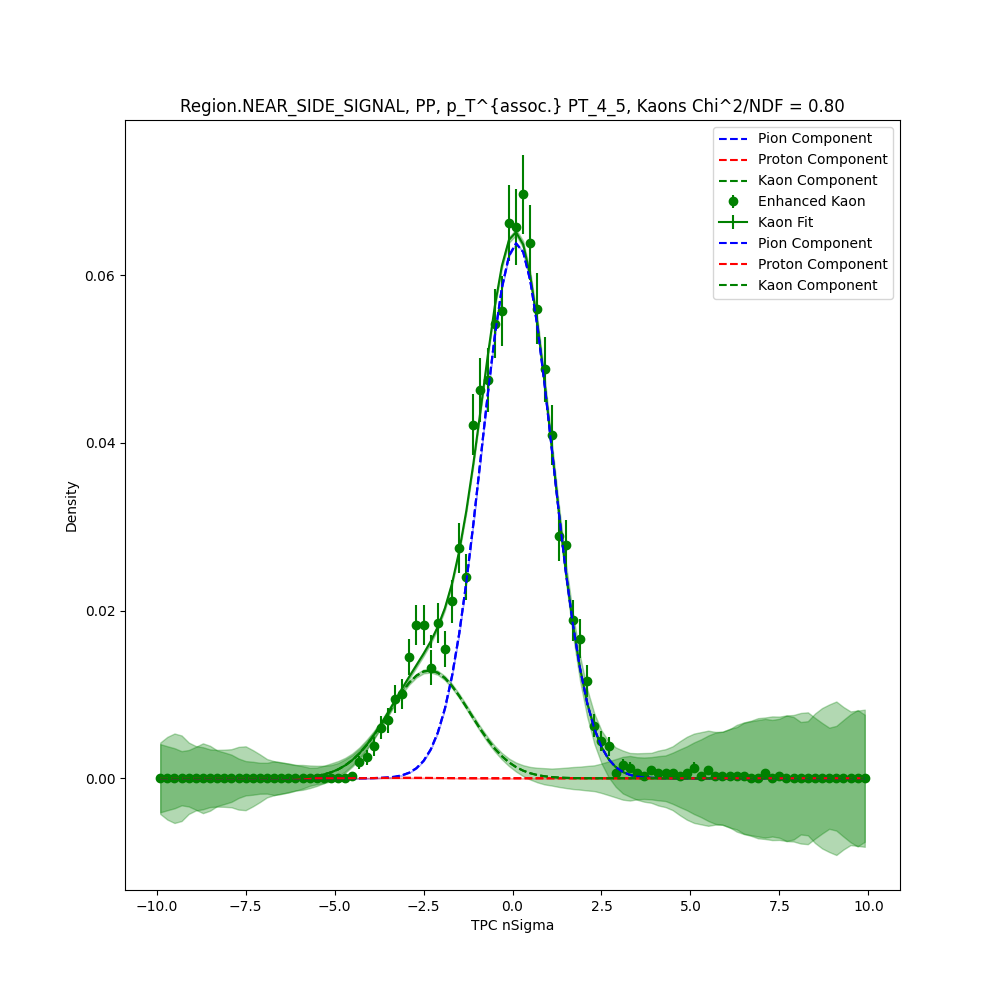 Region.NEAR_SIDE_SIGNAL, PP, p_T^{assoc.} PT_4_5, Kaons Chi^2/NDF = 0.80
Pion Component
Proton Component
Kaon Component
Enhanced Kaon
Kaon Fit
Pion Component
Proton Component
Kaon Component
0.06
0.04
0.02
0.00
Density
−10.0 −7.5 −5.0 −2.5 0.0 2.5 5.0 7.5 10.0
TPC nSigma